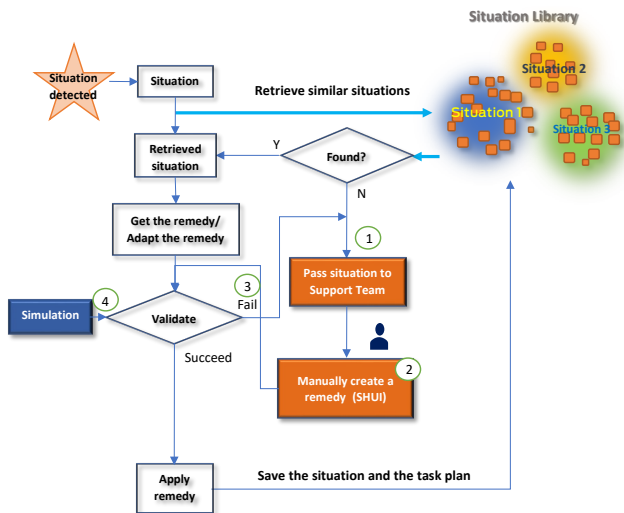 Situation Library
Situation
detected
Situation
Situation 2
Retrieve similar situations
Situation 1
Situation 3
Retrieved
situation
Y
Found?
N
Get the remedy/
Adapt the remedy
1
Pass situation to
Support Team
3
Fail
4
Simulation
Validate
Succeed
2
Manually create a
remedy (SHUI)
Apply
remedy
Save the situation and the task plan